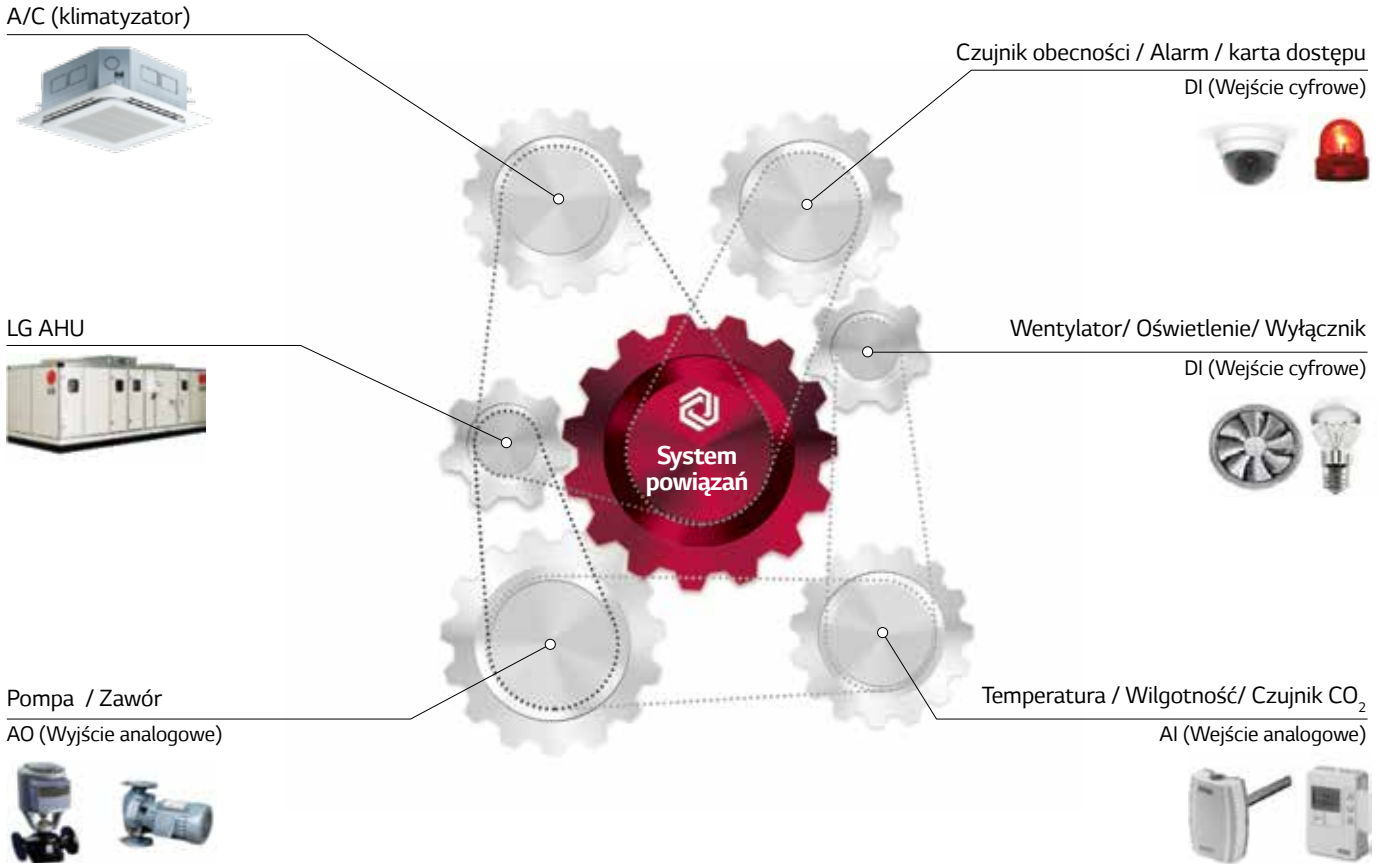 A/C (klimatyzator)
Czujnik obecności / Alarm / karta dostępu
DI (Wejście cyfrowe)
LG AHU
Wentylator/ Oświetlenie/ Wyłącznik
DI (Wejście cyfrowe)
System
powiązań
Pompa / Zawór
AO (Wyjście analogowe)
Temperatura / Wilgotność/ Czujnik CO₂
AI (Wejście analogowe)